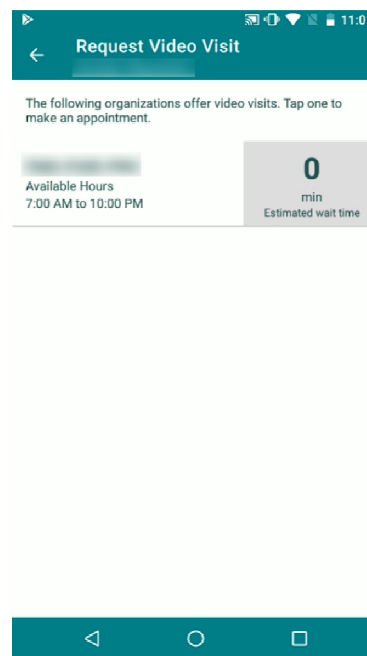 11:0
Request Video Visit
The following organizations offer video visits. Tap one to
make an appointment.
Available Hours
7:00 AM to 10:00 PM
0
min
Estimated wait time